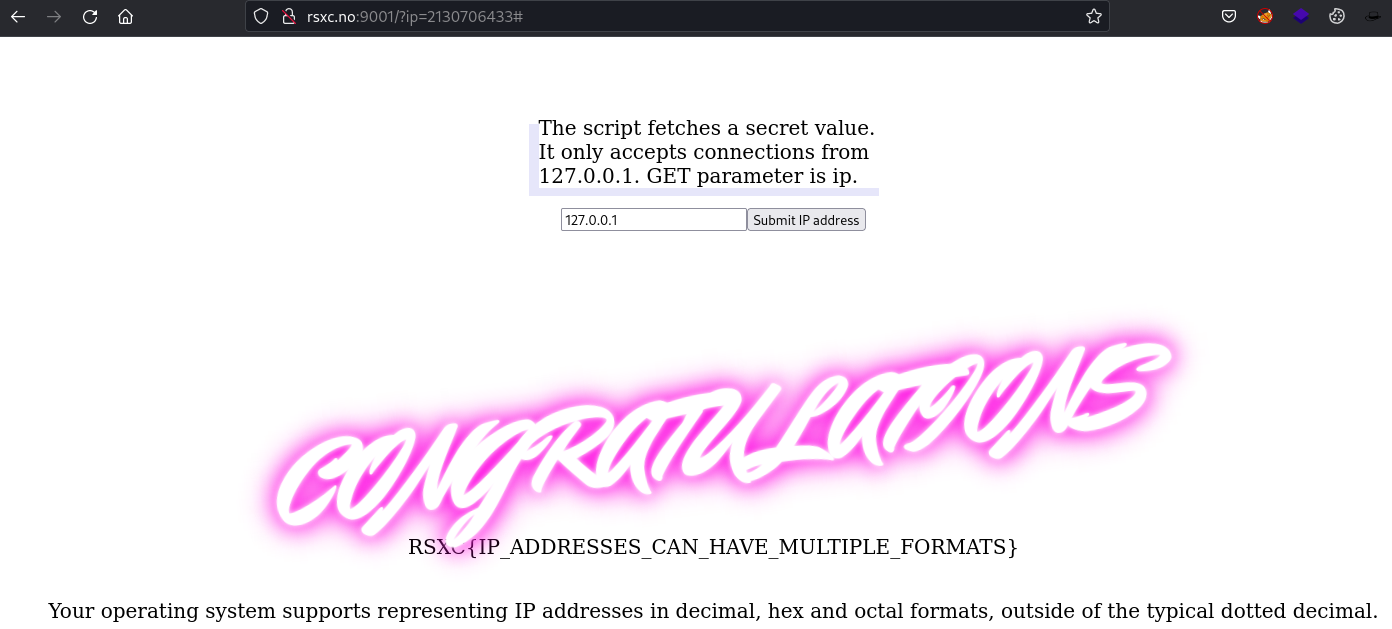 rsxc.no:9001/?ip=2130706433#
The script fetches a secret value.
It only accepts connections from
127.0.0.1. GET parameter is ip.
127.0.0.1 Submit IP address
CONGRATULATIONS
RSXC{IP_ADDRESSES_CAN_HAVE_MULTIPLE_FORMATS}
Your operating system supports representing IP addresses in decimal, hex and octal formats, outside of the typical dotted decimal.